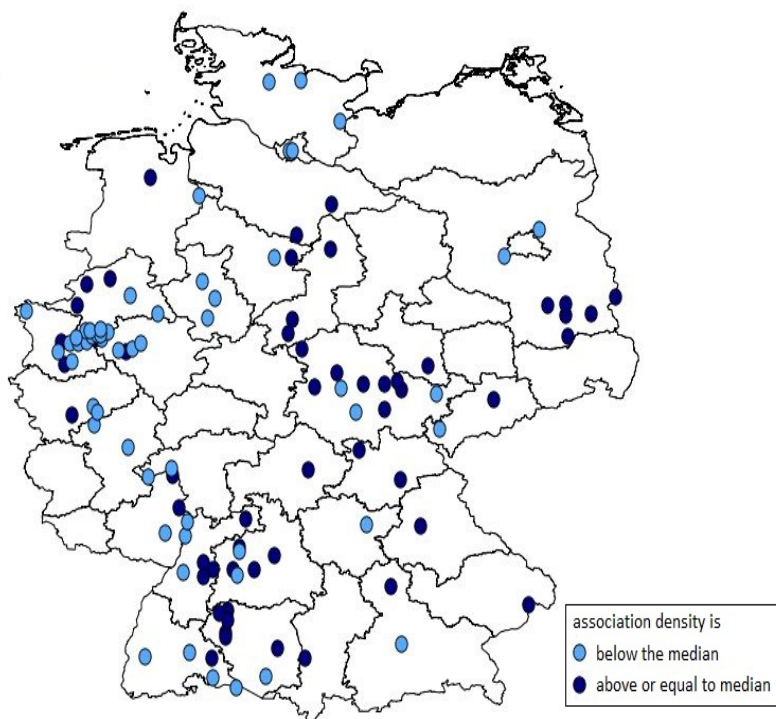 association density is
below the median
above or equal to median